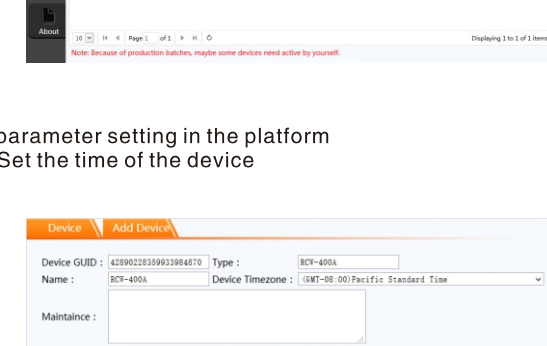 About
10 Page 1 of 1 Displaying 1 to 1 of 1 items
Note: Because of production batches, maybe some devices need active by yourself.
parameter setting in the platform
Set the time of the device
Device Add Device
Device GUID : 42890228389933984870 Type : RCW-400A
Name : RCW-400A Device Timezone : (GMT-08:00)Pacific Standard Time
Maintaince :